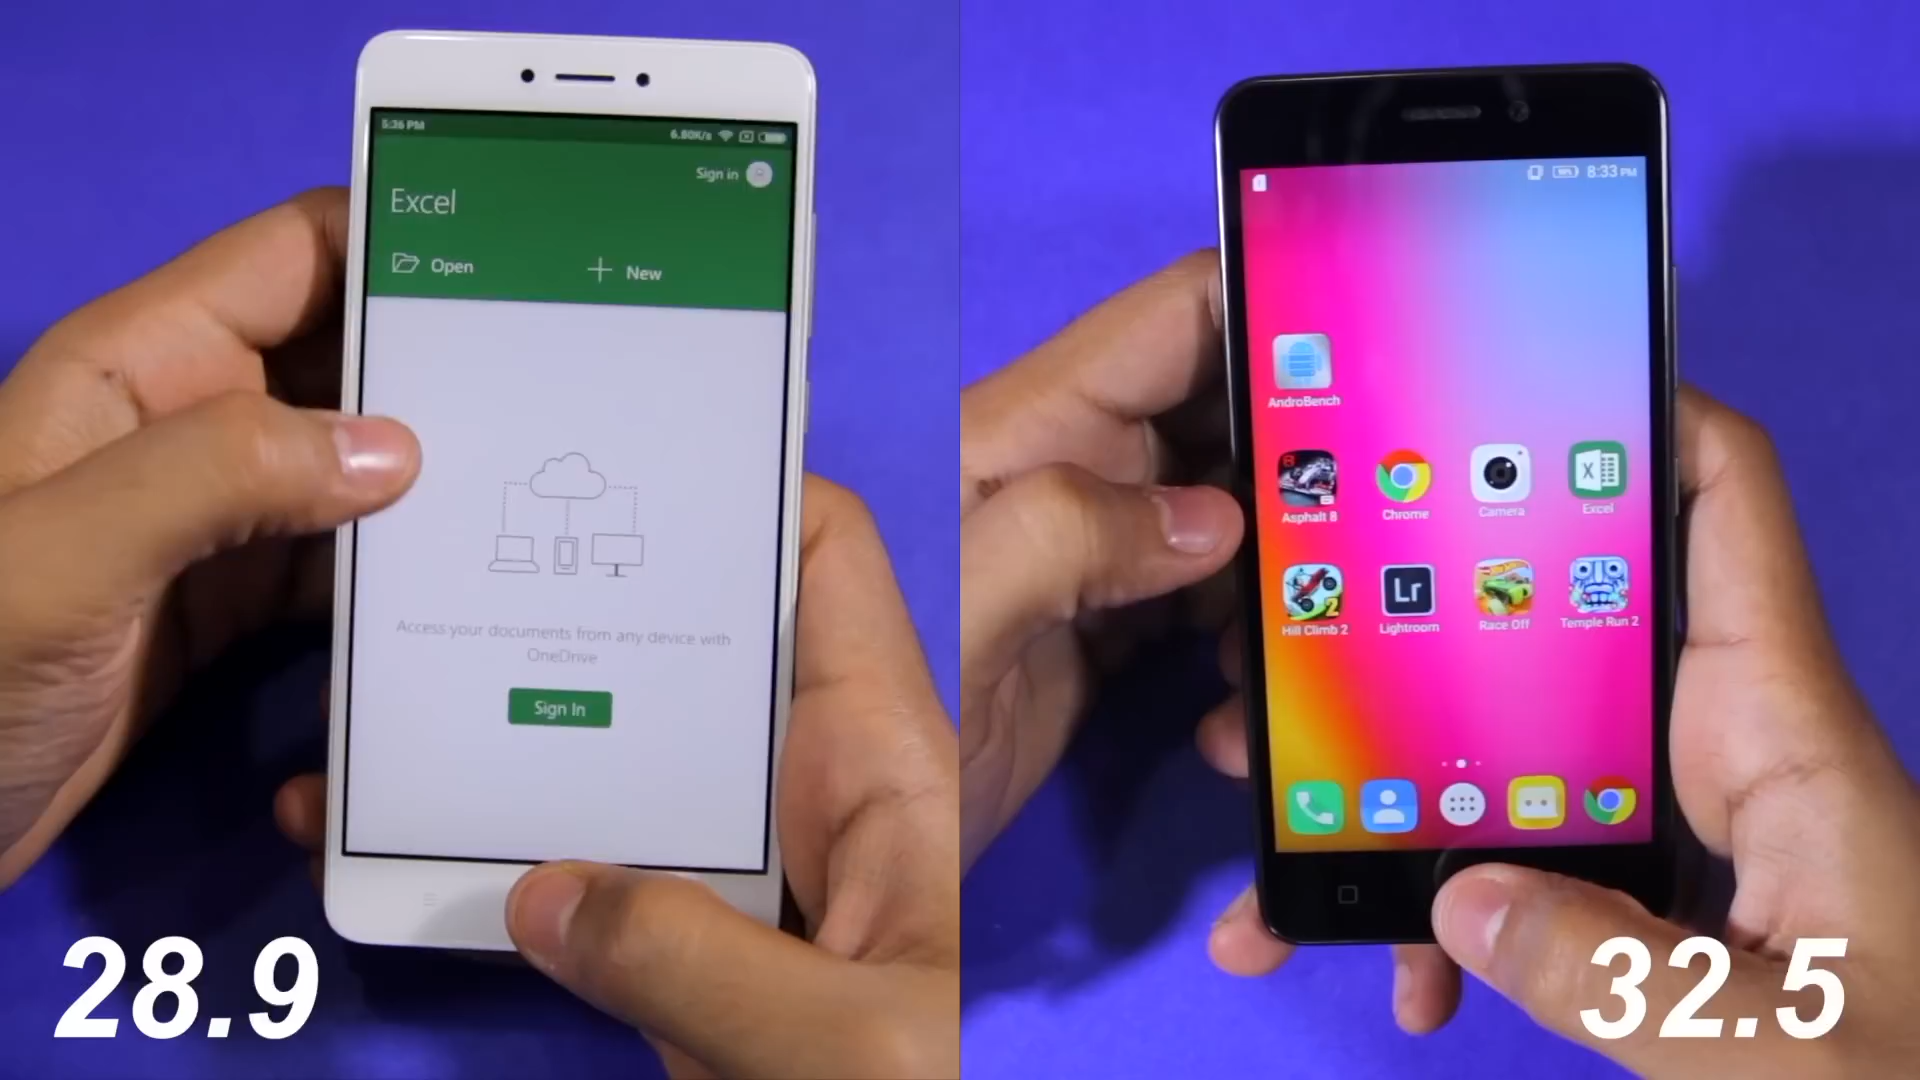 5:36 PM
6.80K/s
Sign in
Excel
Open
New
Access your documents from any device with
OneDrive
Sign In
28.9
8:33 PM
AndroBench
Asphalt 8
Chrome
Camera
Excel
Hill Climb 2
Lr
Lightroom
Race Off
Temple Run 2
32.5